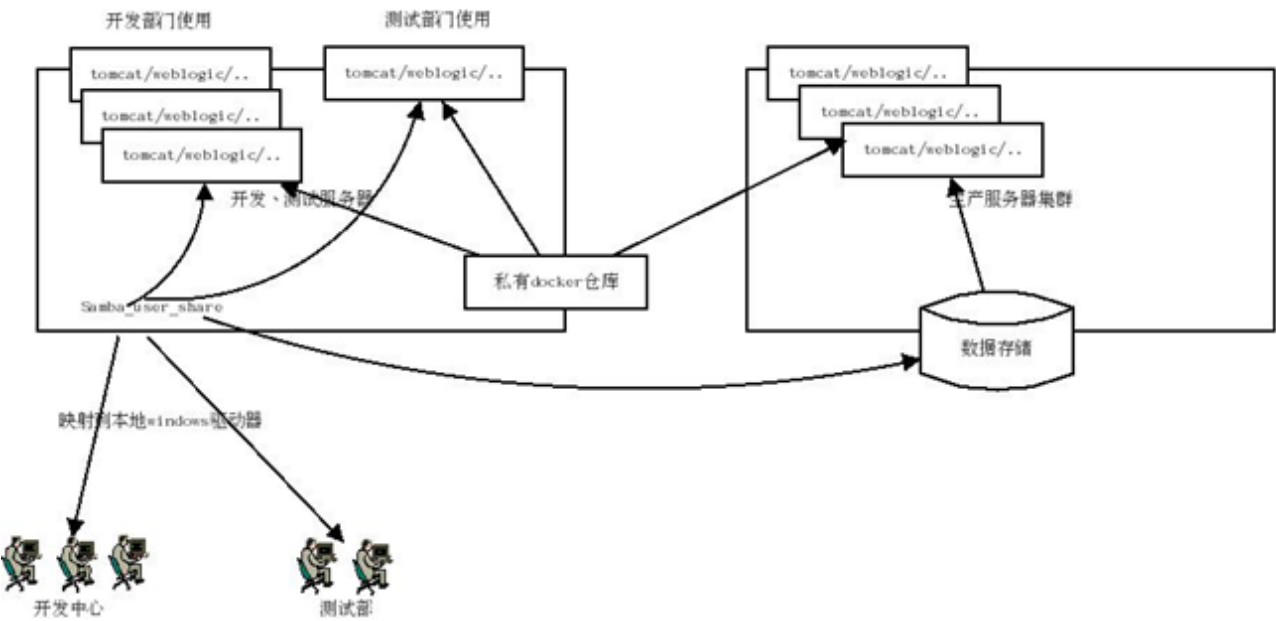 开发部门使用
测试部门使用
tomcat/weblogic/..
tomcat/weblogic/..
tomcat/weblogic/..
tomcat/weblogic/..
tomcat/weblogic/..
tomcat/weblogic/..
tomcat/weblogic/..
开发、测试服务器
生产服务器集群
私有docker仓库
Samba_user_share
数据存储
映射到本地windows驱动器
开发中心
测试部